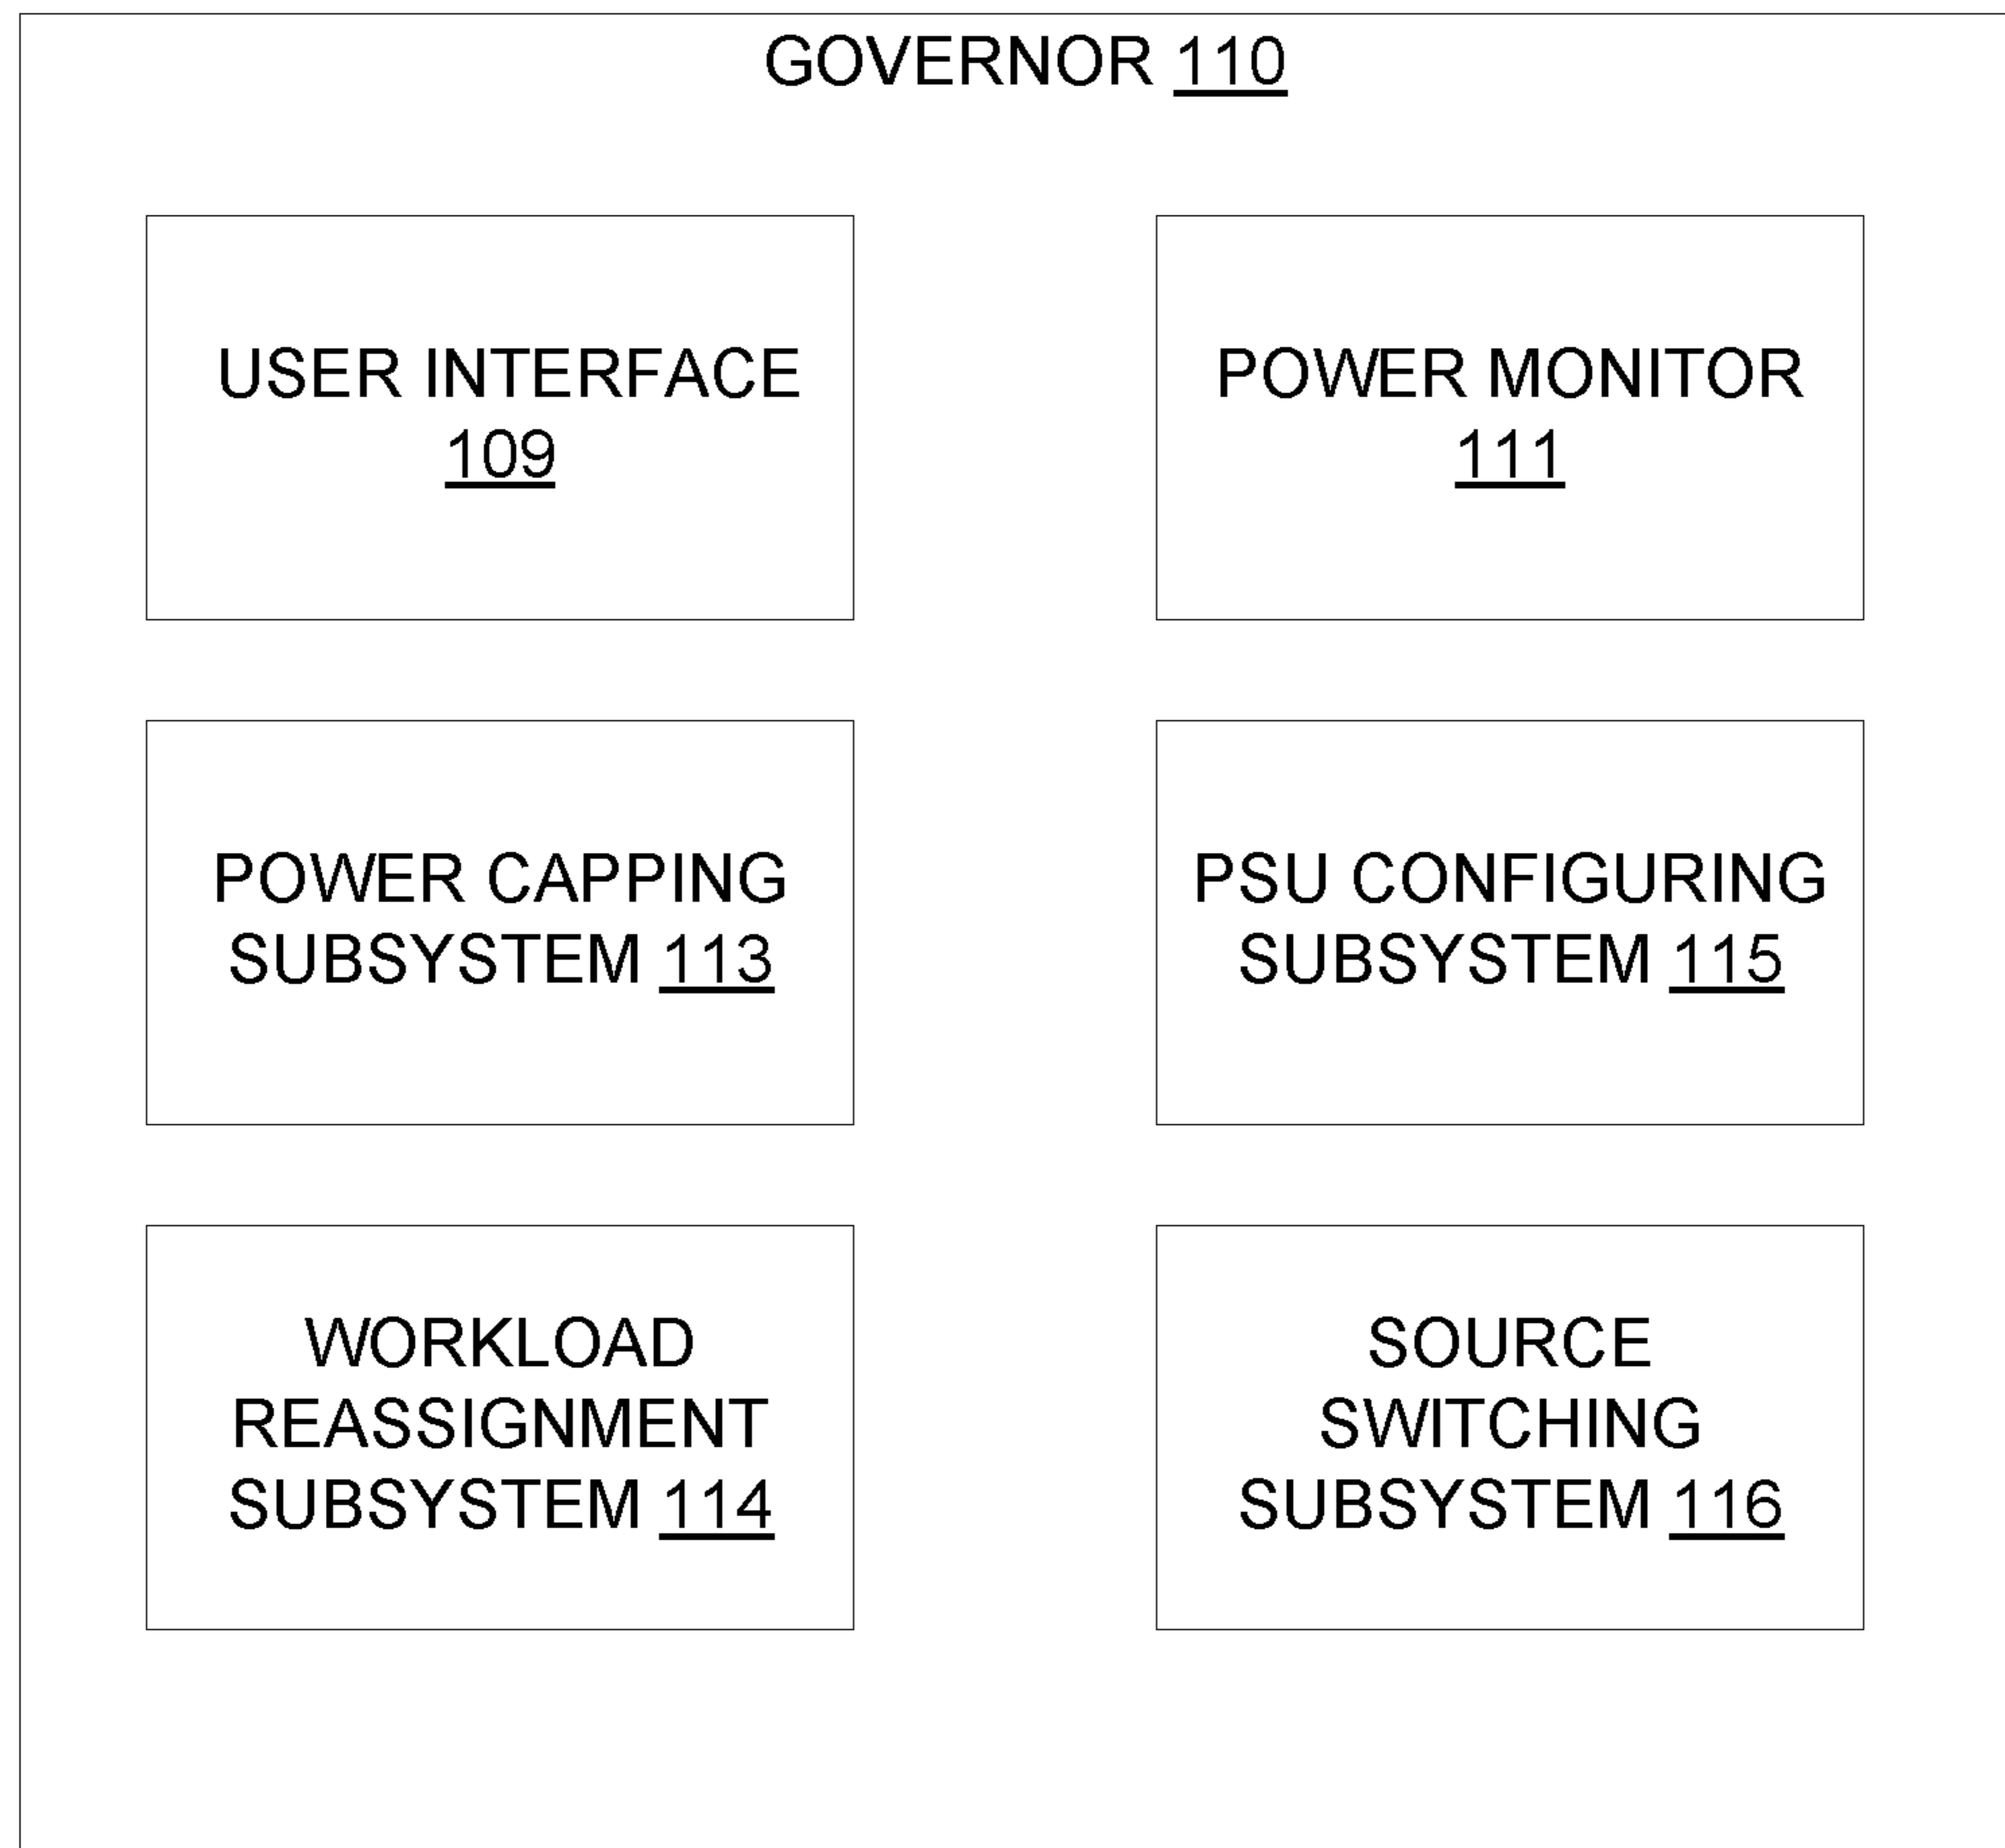 GOVERNOR 110
USER INTERFACE
109
POWER MONITOR
111
POWER CAPPING
SUBSYSTEM 113
PSU CONFIGURING
SUBSYSTEM 115
WORKLOAD
REASSIGNMENT
SUBSYSTEM 114
SOURCE
SWITCHING
SUBSYSTEM 116